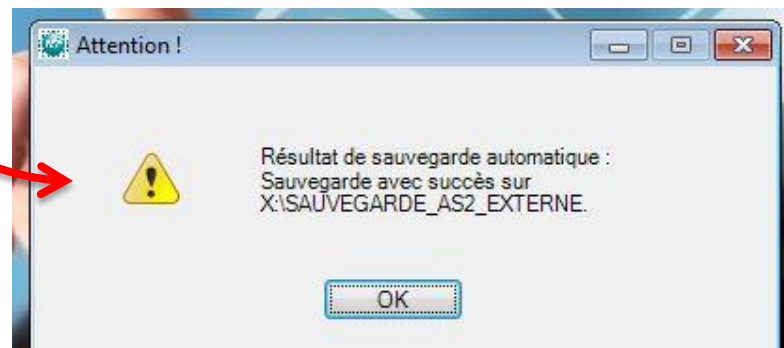 Attention !
Résultat de sauvegarde automatique :
Sauvegarde avec succès sur
X:\SAUVEGARDE_AS2_EXTERNE.
OK